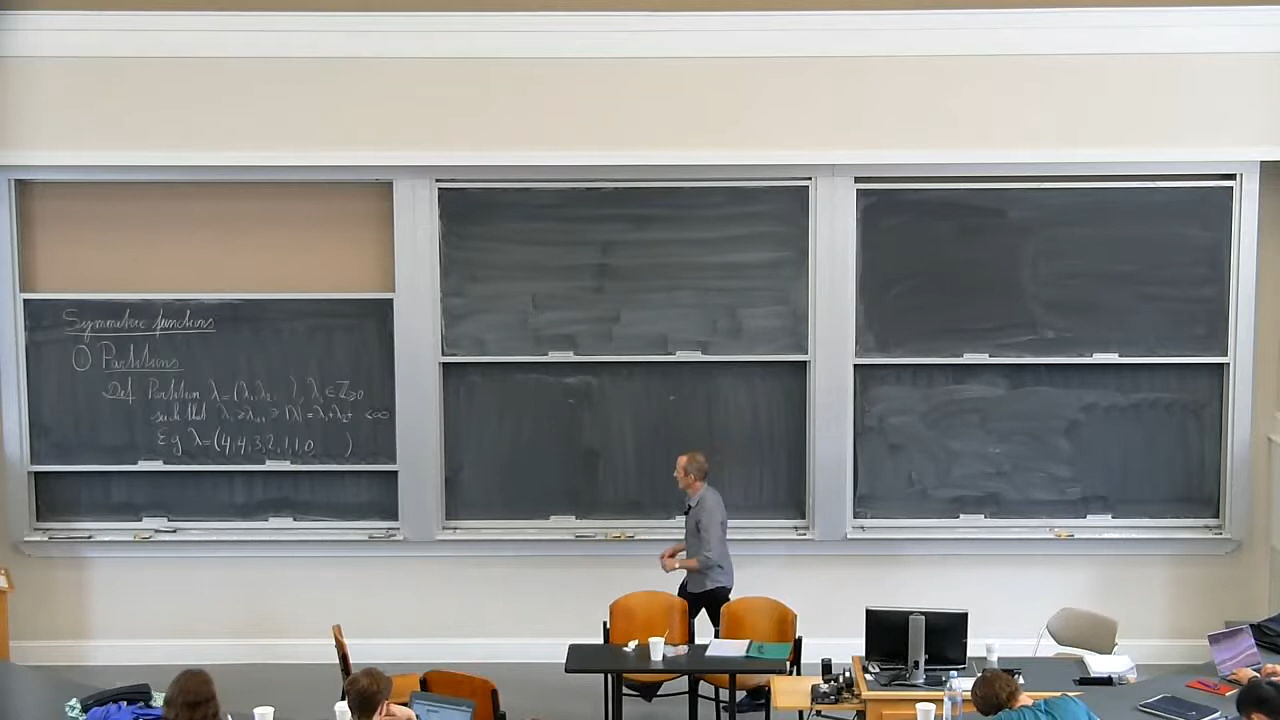 Symmetric functions
① Partitions
Def Partition λ=(λ₁,λ₂, ), λᵢ∈ℤ≥0
such that λᵢ≥λᵢ₊₁ ≥ |λ|=λ₁+λ₂+ <∞
Eg λ=(4,4,3,2,1,1,0 )